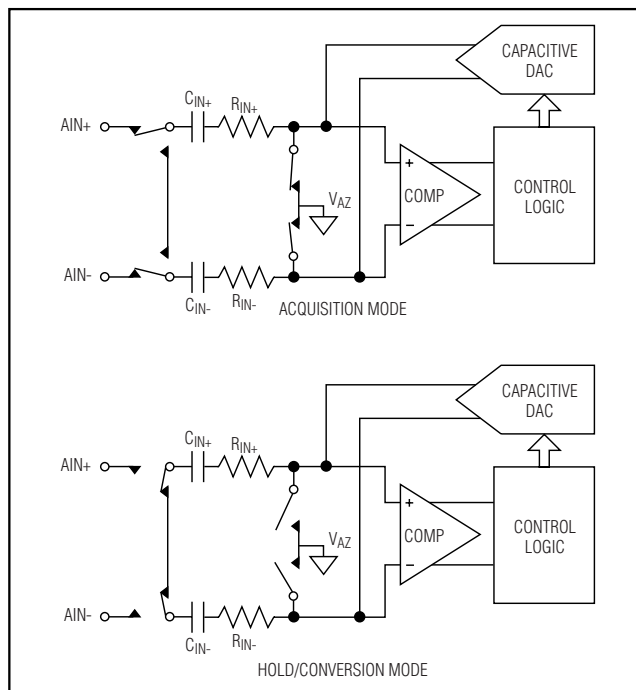 CAPACITIVE
DAC
CIN+
RIN+
AIN+
+
COMP
−
VAZ
CONTROL
LOGIC
AIN-
CIN-
RIN-
ACQUISITION MODE
CAPACITIVE
DAC
CIN+
RIN+
AIN+
+
COMP
−
VAZ
CONTROL
LOGIC
AIN-
CIN-
RIN-
HOLD/CONVERSION MODE